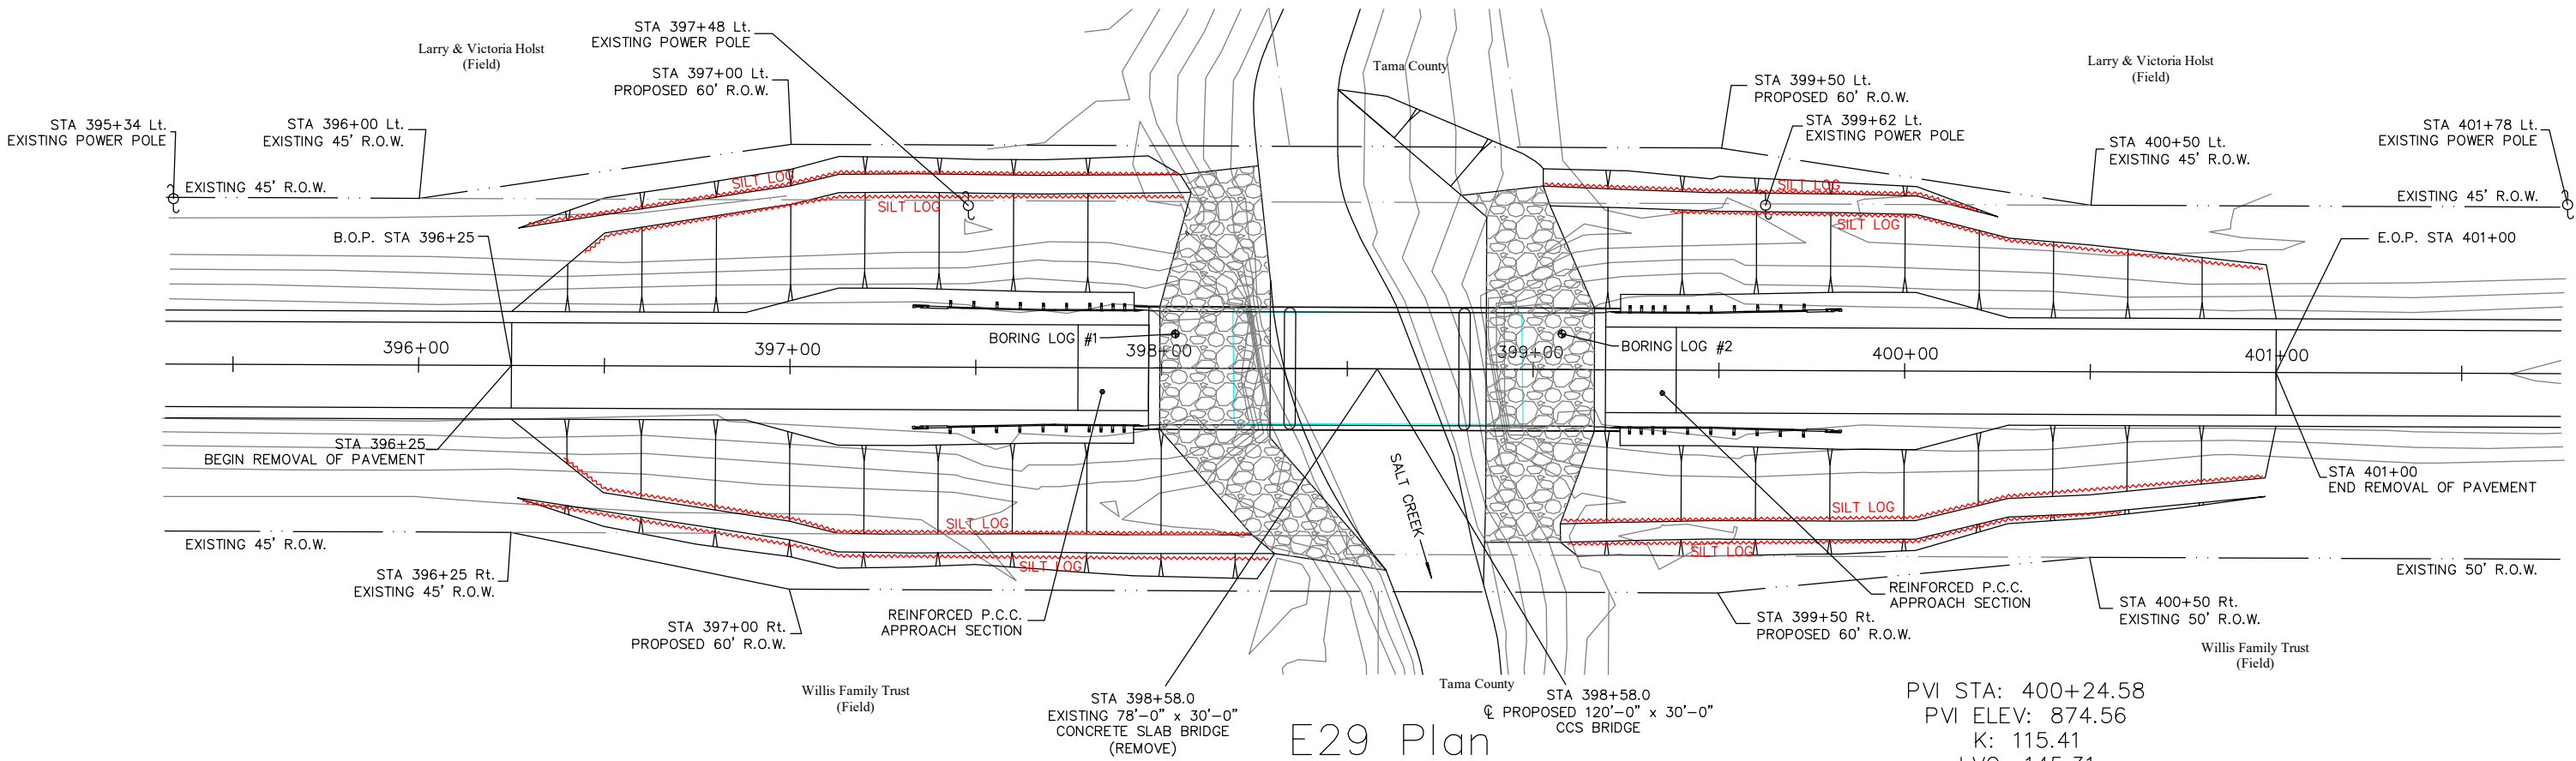 STA 397+48 Lt.
EXISTING POWER POLE
Larry & Victoria Holst
(Field)
STA 397+00 Lt.
PROPOSED 60' R.O.W.
STA 395+34 Lt.
EXISTING POWER POLE
STA 396+00 Lt.
EXISTING 45' R.O.W.
Tama County
STA 399+50 Lt.
PROPOSED 60' R.O.W.
STA 399+62 Lt.
EXISTING POWER POLE
Larry & Victoria Holst
(Field)
STA 400+50 Lt.
EXISTING 45' R.O.W.
STA 401+78 Lt.
EXISTING POWER POLE
EXISTING 45' R.O.W.
SILT LOG
SILT LOG
SILT LOG
SILT LOG
EXISTING 45' R.O.W.
B.O.P. STA 396+25
E.O.P. STA 401+00
396+00
397+00
BORING LOG #1
398+00
399+00
BORING LOG #2
400+00
401+00
STA 396+25
BEGIN REMOVAL OF PAVEMENT
SALT CREEK
STA 401+00
END REMOVAL OF PAVEMENT
SILT LOG
SILT LOG
SILT LOG
SILT LOG
EXISTING 45' R.O.W.
EXISTING 50' R.O.W.
STA 396+25 Rt.
EXISTING 45' R.O.W.
STA 397+00 Rt.
PROPOSED 60' R.O.W.
REINFORCED P.C.C.
APPROACH SECTION
REINFORCED P.C.C.
APPROACH SECTION
STA 399+50 Rt.
PROPOSED 60' R.O.W.
STA 400+50 Rt.
EXISTING 50' R.O.W.
Willis Family Trust
(Field)
Willis Family Trust
(Field)
STA 398+58.0
EXISTING 78'-0" x 30'-0"
CONCRETE SLAB BRIDGE
(REMOVE)
Tama County
STA 398+58.0
℄ PROPOSED 120'-0" x 30'-0"
CCS BRIDGE
E29 Plan
PVI STA: 400+24.58
PVI ELEV: 874.56
K: 115.41